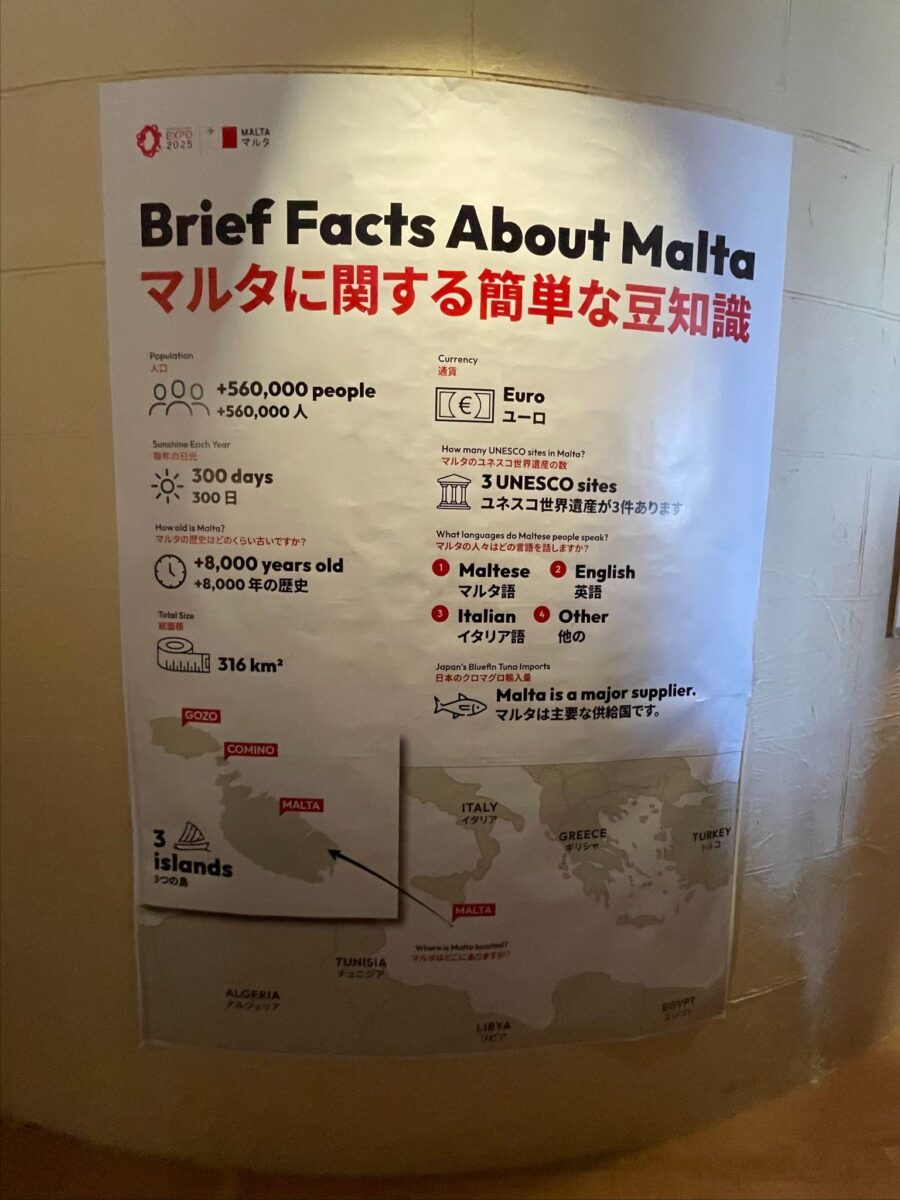 EXPO
2025
MALTA
マルタ
Brief Facts About Malta
マルタに関する簡単な豆知識
Population
人口
+560,000 people
+560,000 人
Sunshine Each Year
毎年の日光
300 days
300 日
How old is Malta?
マルタの歴史はどのくらい古いですか?
+8,000 years old
+8,000 年の歴史
Total Size
総面積
316 km²
Currency
通貨
€
Euro
ユーロ
How many UNESCO sites in Malta?
マルタのユネスコ世界遺産の数
3 UNESCO sites
ユネスコ世界遺産が3件あります
What languages do Maltese people speak?
マルタの人々はどの言語を話しますか?
1 Maltese
マルタ語
2 English
英語
3 Italian
イタリア語
4 Other
他の
Japan's Bluefin Tuna Imports
日本のクロマグロ輸入量
Malta is a major supplier.
マルタは主要な供給国です。
GOZO
COMINO
MALTA
3
islands
3つの島
ITALY
イタリア
GREECE
ギリシャ
TURKEY
トルコ
MALTA
Where is Malta located?
マルタはどこにありますか?
TUNISIA
チュニジア
ALGERIA
アルジェリア
LIBYA
リビア
EGYPT
エジプト